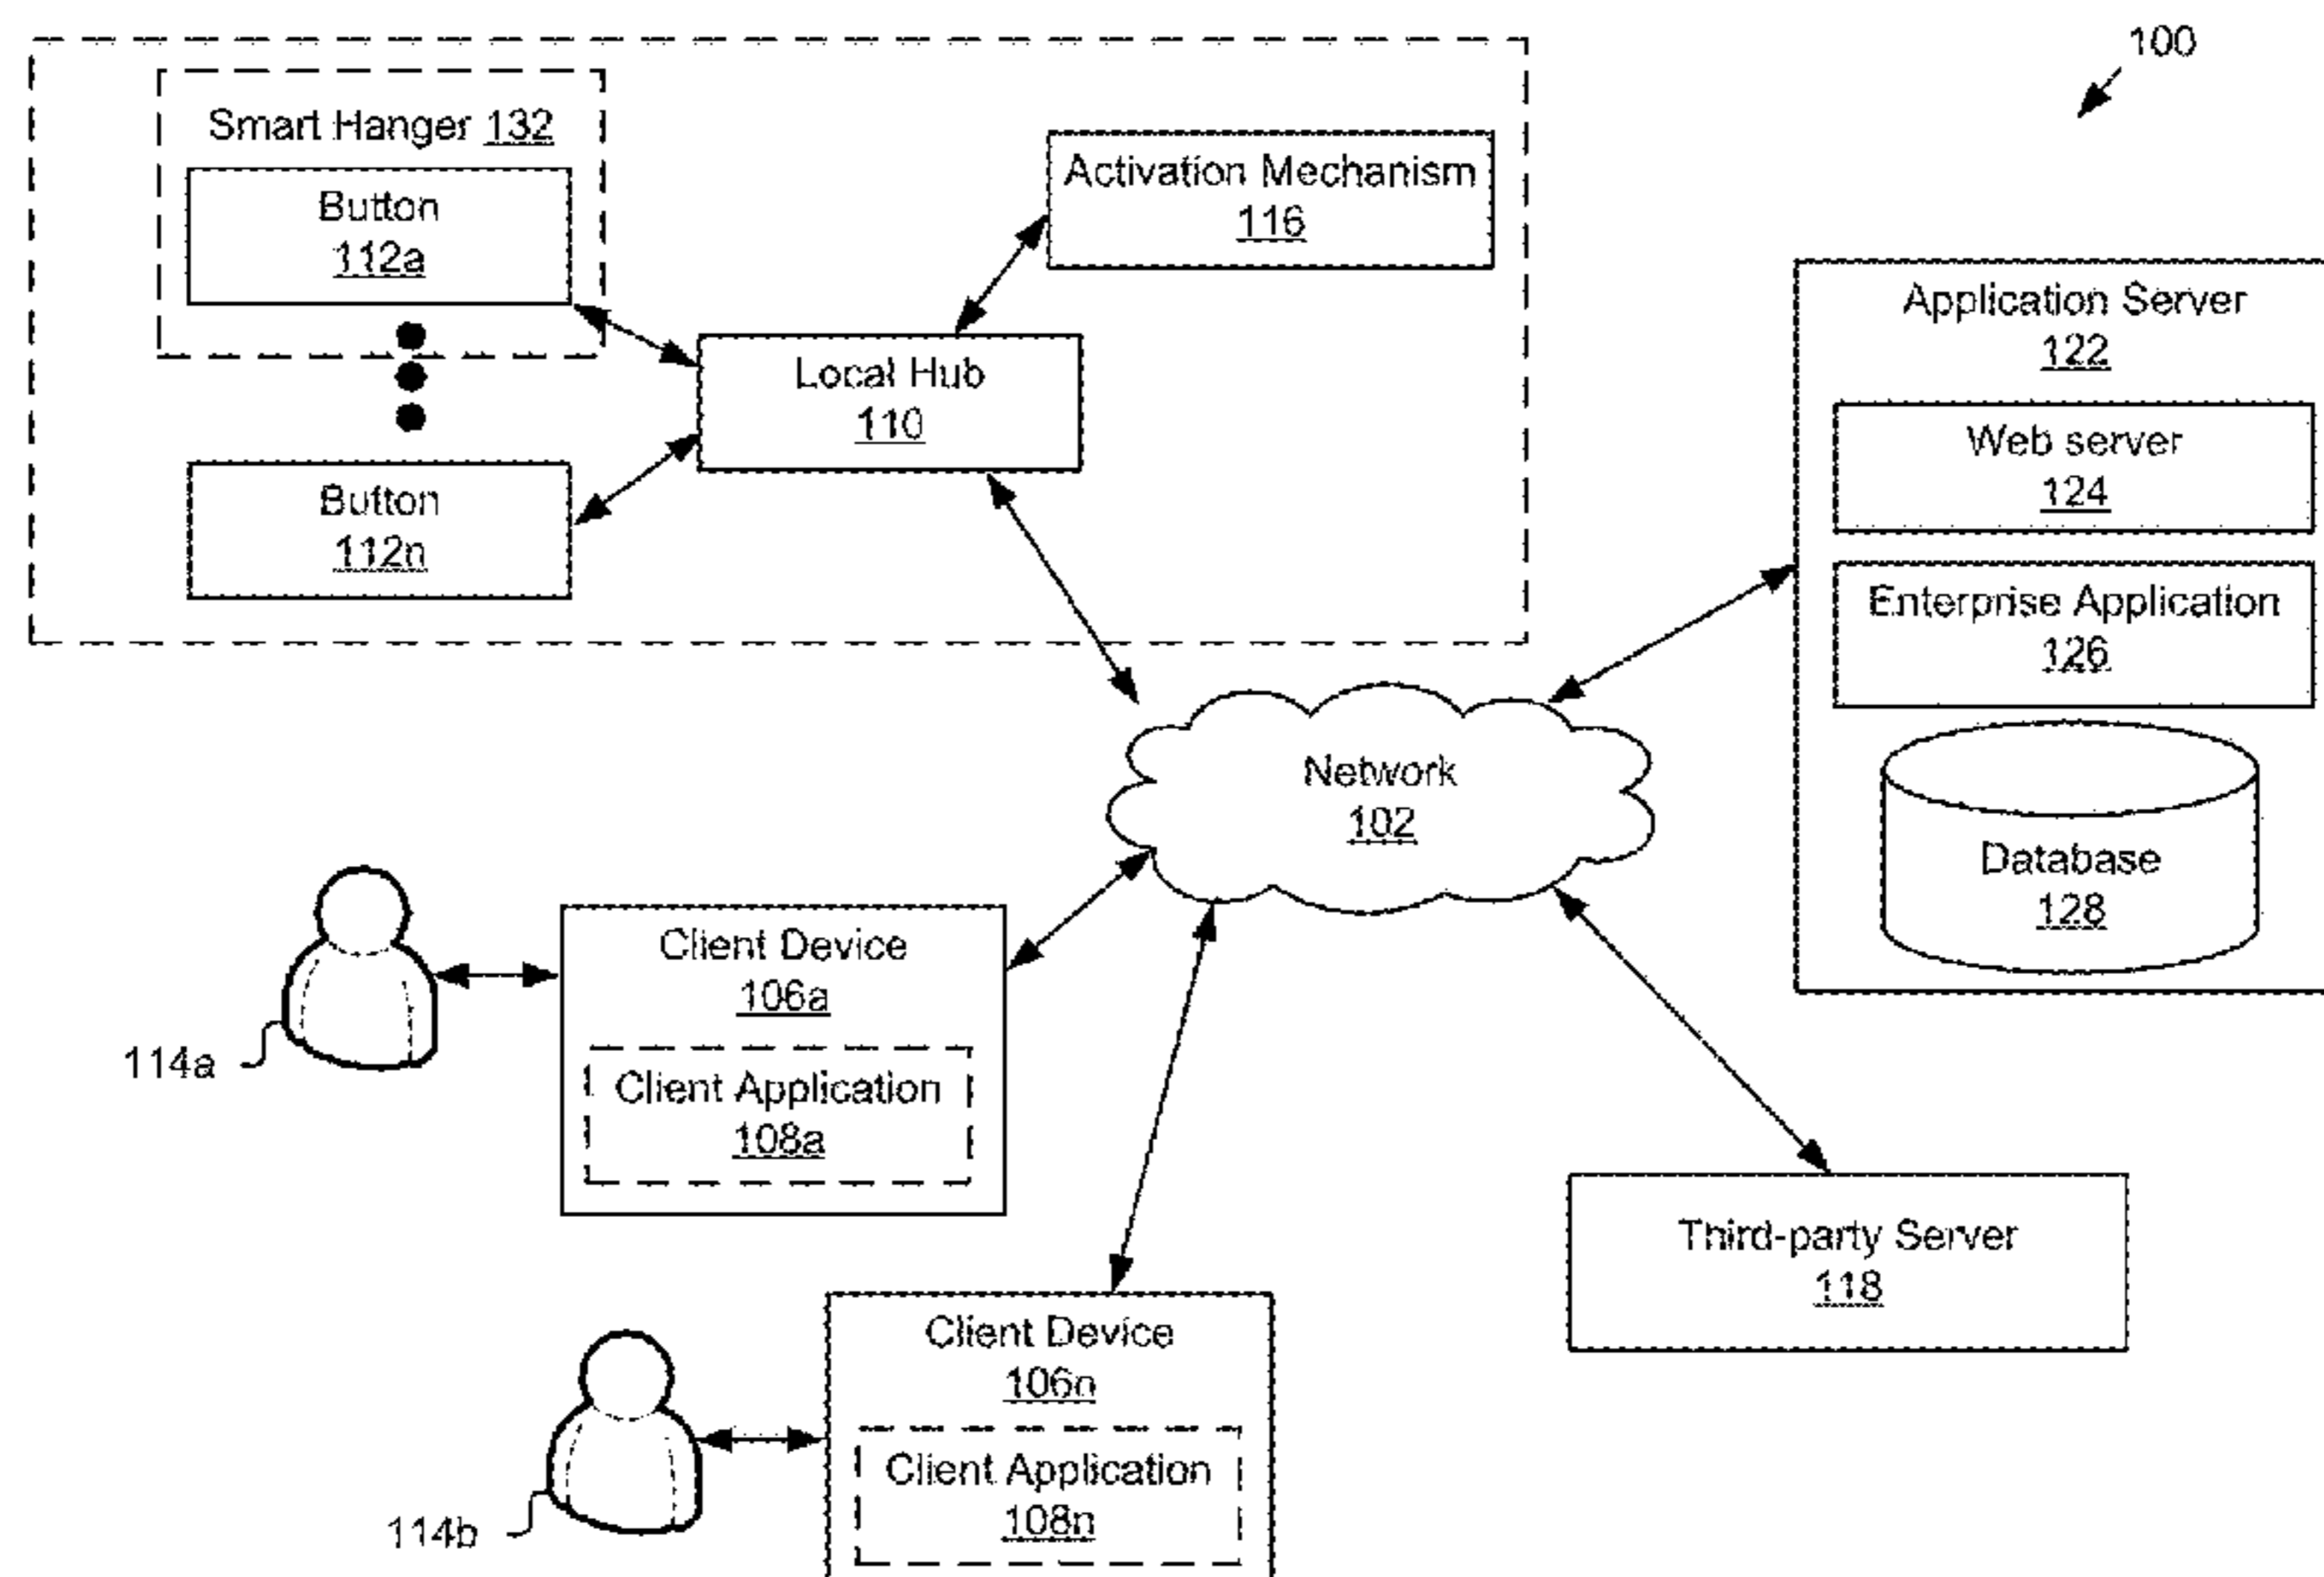 100
Smart Hanger 132
Button
112a
Activation Mechanism
116
Local Hub
110
Button
112n
Application Server
122
Web server
124
Enterprise Application
126
Database
128
Network
102
Client Device
106a
Client Application
108a
114a
Third-party Server
118
Client Device
106n
Client Application
108n
114b